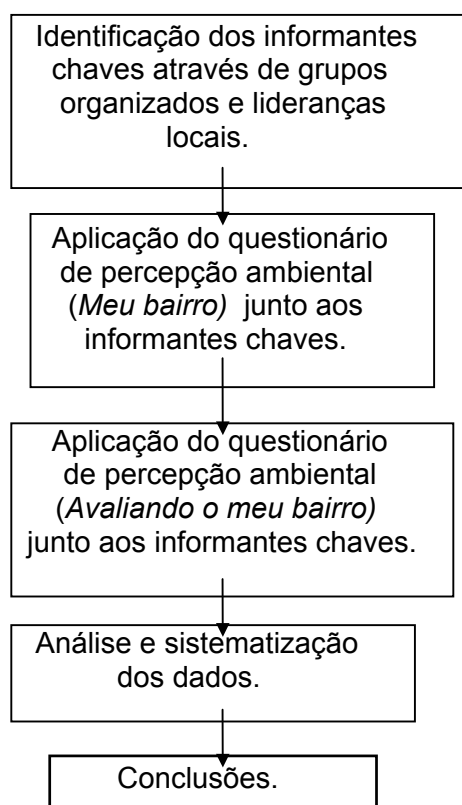 Identificação dos informantes
chaves através de grupos
organizados e lideranças
locais.
Aplicação do questionário
de percepção ambiental
(Meu bairro) junto aos
informantes chaves.
Aplicação do questionário
de percepção ambiental
(Avaliando o meu bairro)
junto aos informantes chaves.
Análise e sistematização
dos dados.
Conclusões.